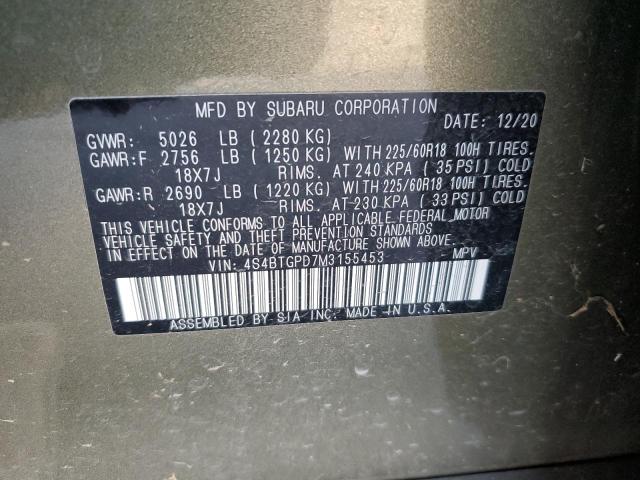 MFD BY SUBARU CORPORATION
DATE: 12/20
GVWR: 5026 LB (2280 KG)
GAWR:F 2756 LB (1250 KG) WITH 225/60R18 100H TIRES.
18X7J RIMS. AT 240 KPA (35 PSI) COLD
GAWR:R 2690 LB (1220 KG) WITH 225/60R18 100H TIRES.
18X7J RIMS. AT 230 KPA (33 PSI) COLD
THIS VEHICLE CONFORMS TO ALL APPLICABLE FEDERAL MOTOR
VEHICLE SAFETY AND THEFT PREVENTION STANDARDS
IN EFFECT ON THE DATE OF MANUFACTURE SHOWN ABOVE.
VIN: 4S4BTGPD7M3155453 MPV
ASSEMBLED BY SIA INC. MADE IN U.S.A.